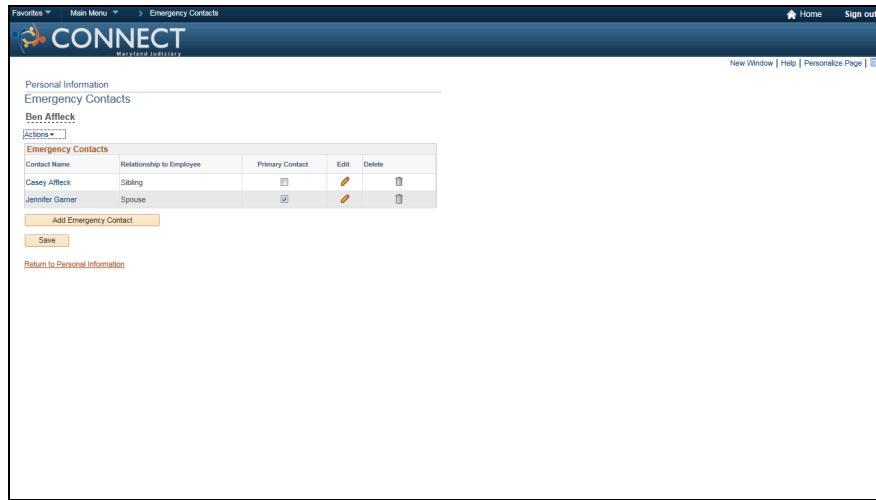 Favorites Main Menu > Emergency Contacts Home Sign out
CONNECT
Maryland Judiciary
New Window | Help | Personalize Page |
Personal Information
Emergency Contacts
Ben Affleck
Actions
Emergency Contacts
Contact Name Relationship to Employee Primary Contact Edit Delete
Casey Affleck Sibling
Jennifer Garner Spouse
Add Emergency Contact
Save
Return to Personal Information